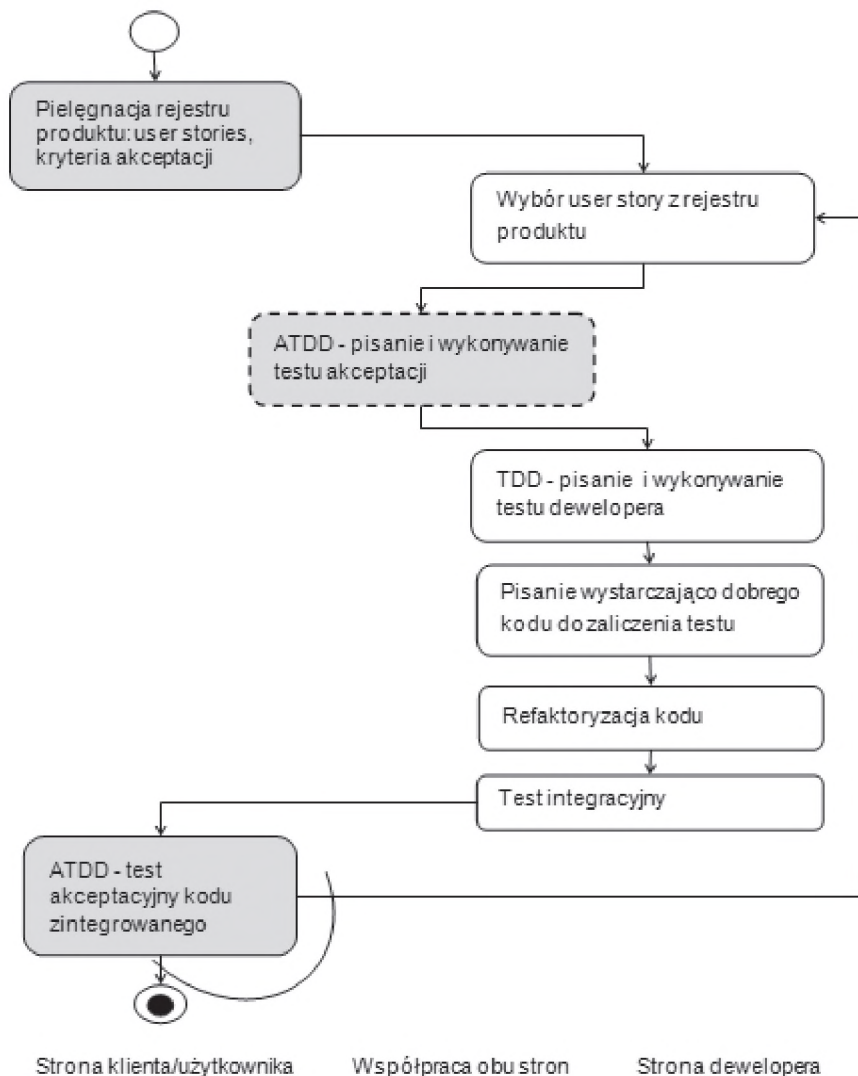 Pielęgnacja rejestru
produktu: user stories,
kryteria akceptacji
Wybór user story z rejestru
produktu
ATDD - pisanie i wykonywanie
testu akceptacji
TDD - pisanie i wykonywanie
testu dewelopera
Pisanie wystarczająco dobrego
kodu do zaliczenia testu
Refaktoryzacja kodu
Test integracyjny
ATDD - test
akceptacyjny kodu
zintegrowanego
Strona klienta/użytkownika
Współpraca obu stron
Strona dewelopera